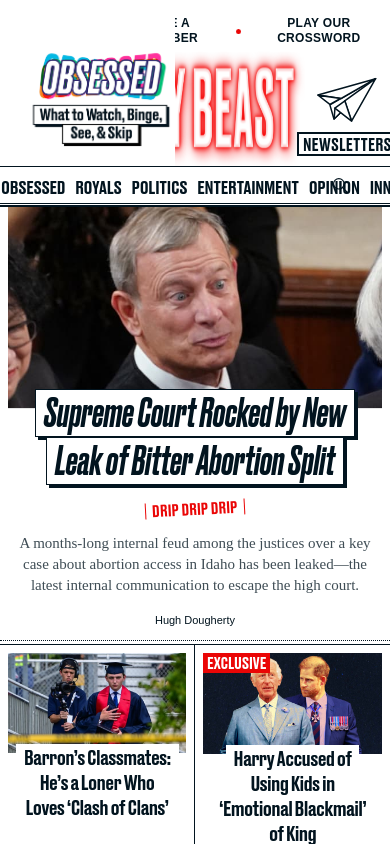 E A
BER
PLAY OUR
CROSSWORD
OBSESSED
What to Watch, Binge,
See, & Skip
Y BEAST
NEWSLETTERS
OBSESSED ROYALS POLITICS ENTERTAINMENT OPINION INN
Supreme Court Rocked by New
Leak of Bitter Abortion Split
DRIP DRIP DRIP
A months-long internal feud among the justices over a key
case about abortion access in Idaho has been leaked—the
latest internal communication to escape the high court.
Hugh Dougherty
EXCLUSIVE
Barron’s Classmates:
He’s a Loner Who
Loves ‘Clash of Clans’
Harry Accused of
Using Kids in
‘Emotional Blackmail’
of King